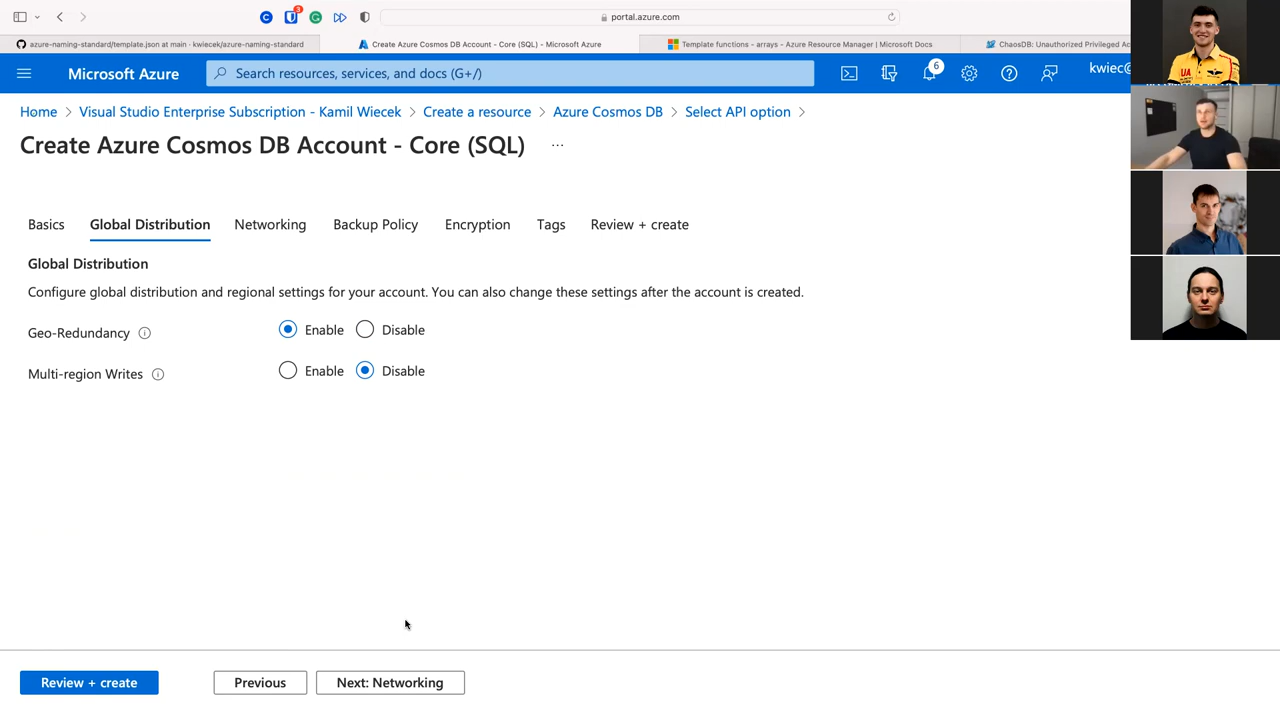 portal.azure.com
azure-naming-standard/template.json at main · kwiecek/azure-naming-standard
Create Azure Cosmos DB Account - Core (SQL) - Microsoft Azure
Template functions - arrays - Azure Resource Manager | Microsoft Docs
ChaosDB: Unauthorized Privileged Ac
Microsoft Azure
Search resources, services, and docs (G+/)
6
kwiec@
Home > Visual Studio Enterprise Subscription - Kamil Wiecek > Create a resource > Azure Cosmos DB > Select API option >
Create Azure Cosmos DB Account - Core (SQL) ...
Basics Global Distribution Networking Backup Policy Encryption Tags Review + create
Global Distribution
Configure global distribution and regional settings for your account. You can also change these settings after the account is created.
Geo-Redundancy Enable Disable
Multi-region Writes Enable Disable
Review + create Previous Next: Networking